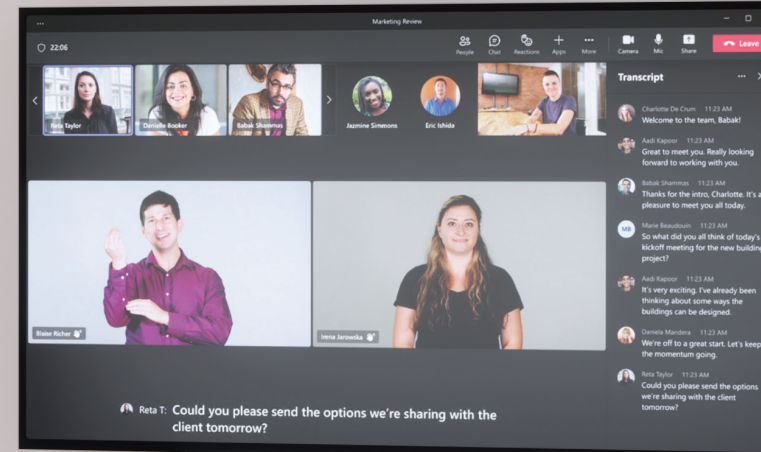 Marketing Review
22:06
People
Chat
Reactions
Apps
More
Camera
Mic
Share
Leave
Reta Taylor
Danielle Booker
Babak Shammas
Jazmine Simmons
Eric Ishida
Blaise Richer
Irena Jarowska
Reta T: Could you please send the options we’re sharing with the
client tomorrow?
Transcript
Charlotte De Crum 11:23 AM
Welcome to the team, Babak!
Aadi Kapoor 11:23 AM
Great to meet you. Really looking
forward to working with you.
Babak Shammas 11:23 AM
Thanks for the intro, Charlotte. It’s a
pleasure to meet you all today.
MB
Marie Beaudouin 11:23 AM
So what did you all think of today’s
kickoff meeting for the new building
project?
Aadi Kapoor 11:23 AM
It’s very exciting. I’ve already been
thinking about some ways the
buildings can be designed.
Daniela Mandera 11:23 AM
We’re off to a great start. Let’s keep
the momentum going.
Reta Taylor 11:23 AM
Could you please send the options
we’re sharing with the client
tomorrow?